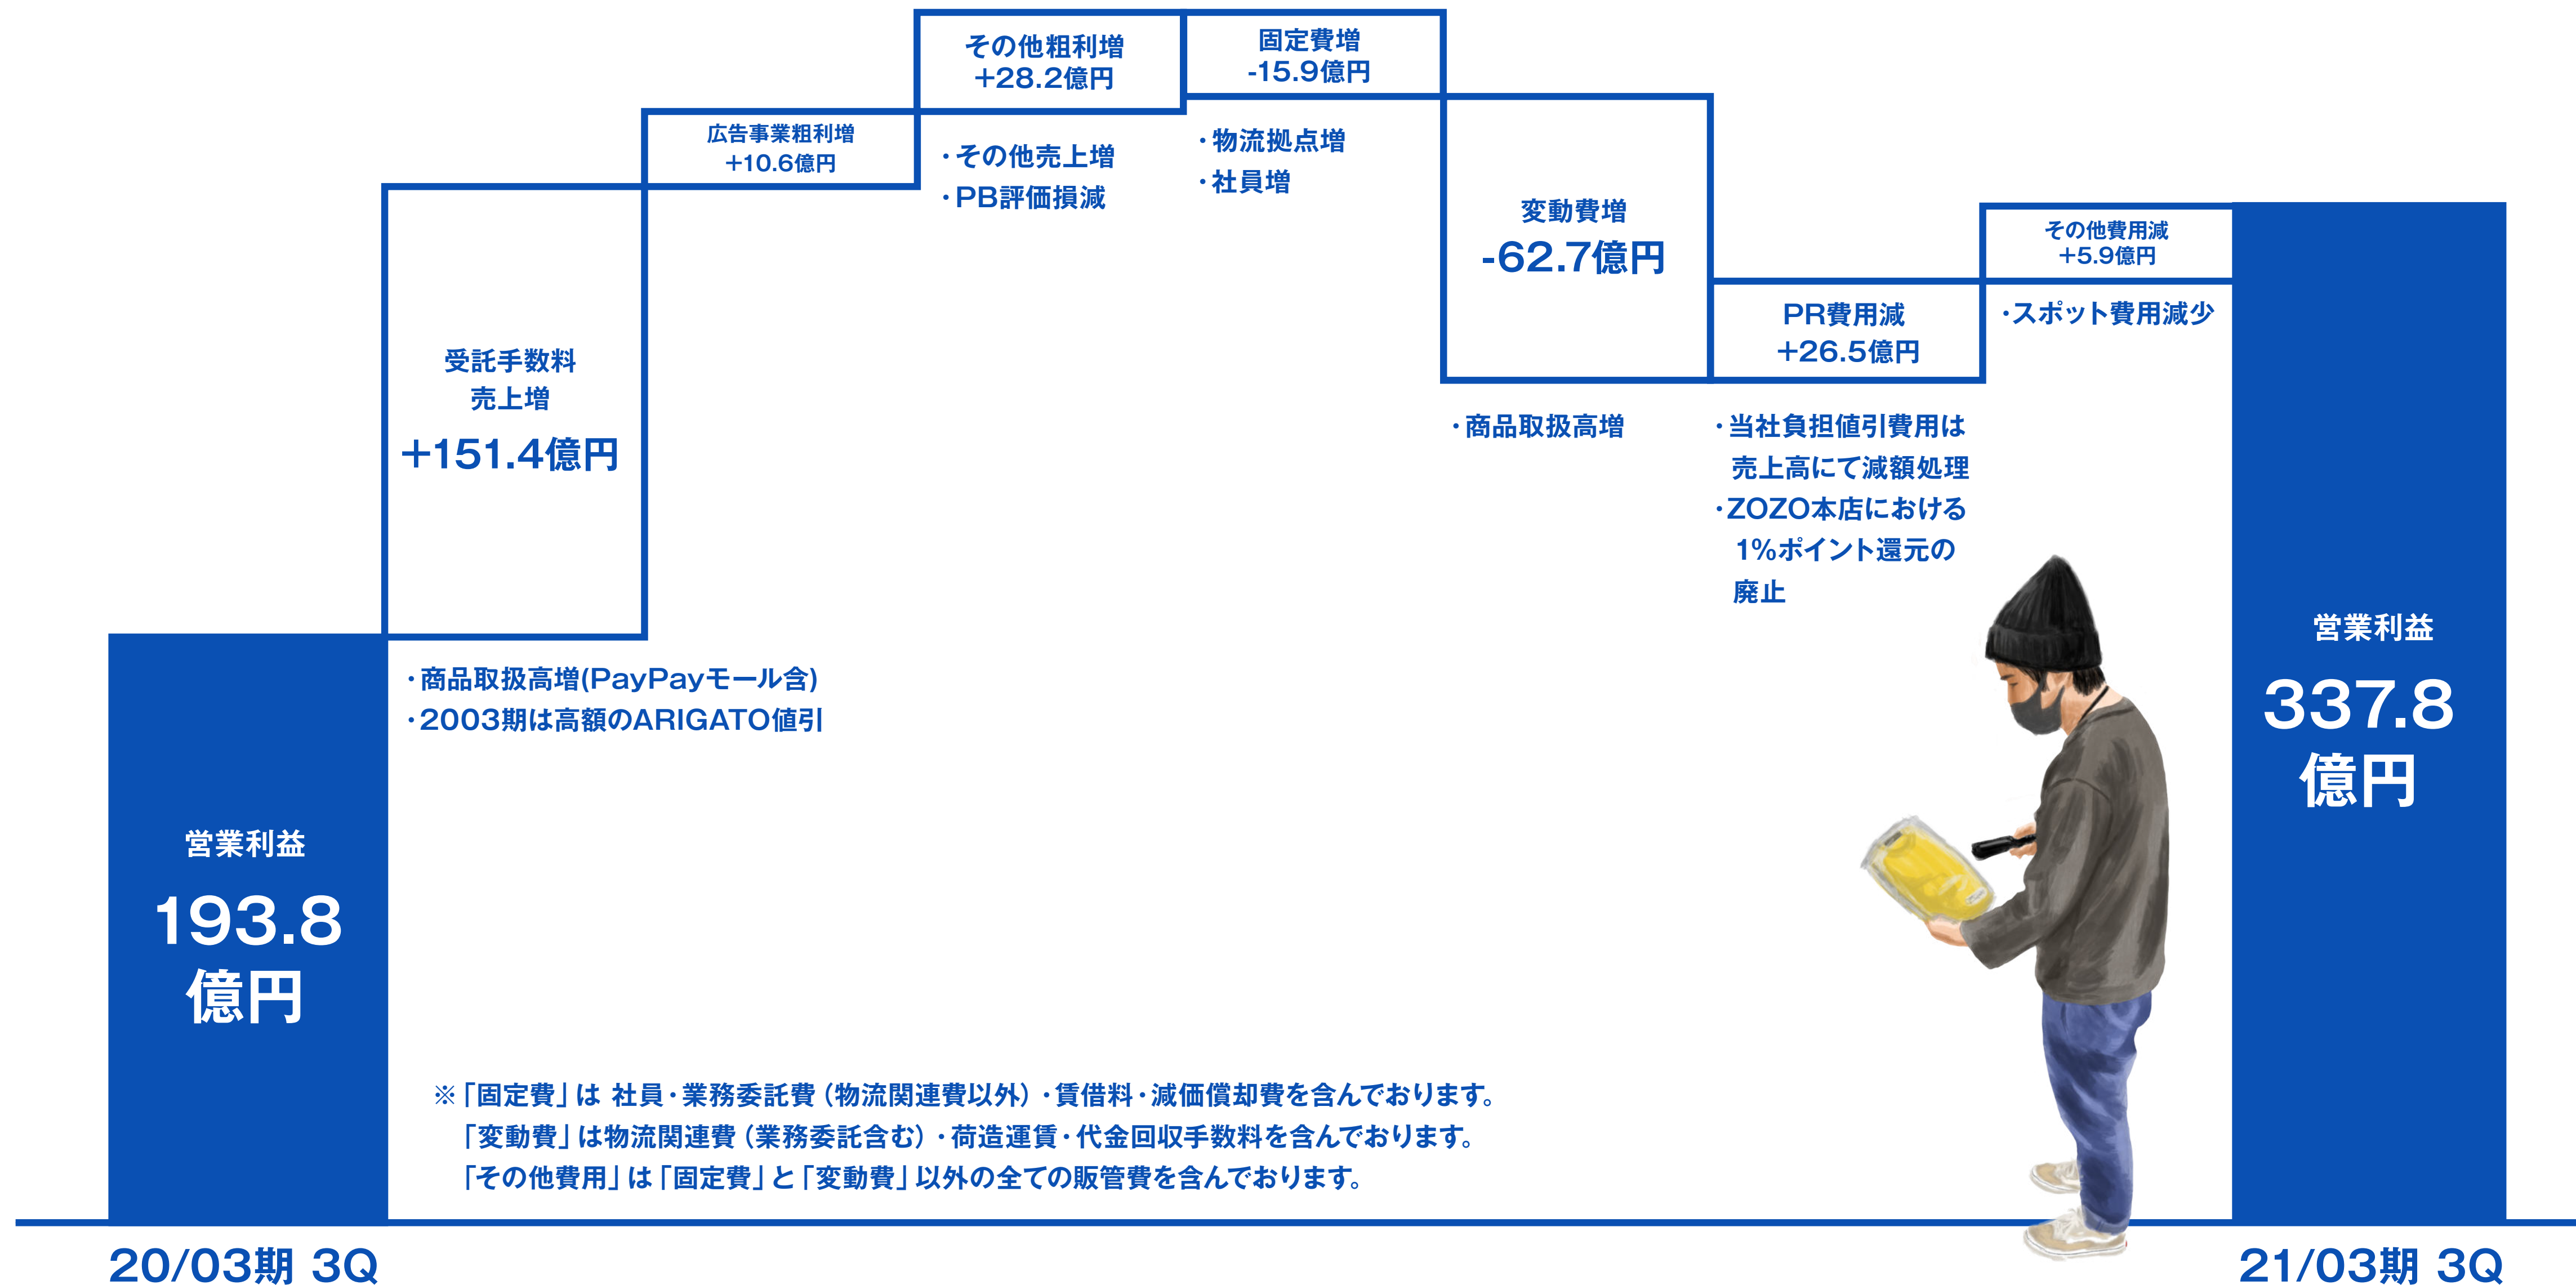 その他粗利増
+28.2億円
・その他売上増
・PB評価損減
固定費増
-15.9億円
・物流拠点増
・社員増
広告事業粗利増
+10.6億円
変動費増
-62.7億円
・商品取扱高増
その他費用減
+5.9億円
・スポット費用減少
PR費用減
+26.5億円
・当社負担値引費用は
売上高にて減額処理
・ZOZO本店における
1%ポイント還元の
廃止
受託手数料
売上増
+151.4億円
・商品取扱高増(PayPayモール含)
・2003期は高額のARIGATO値引
営業利益
193.8
億円
営業利益
337.8
億円
※「固定費」は 社員・業務委託費（物流関連費以外）・賃借料・減価償却費を含んでおります。
「変動費」は物流関連費（業務委託含む）・荷造運賃・代金回収手数料を含んでおります。
「その他費用」は「固定費」と「変動費」以外の全ての販管費を含んでおります。
20/03期 3Q
21/03期 3Q